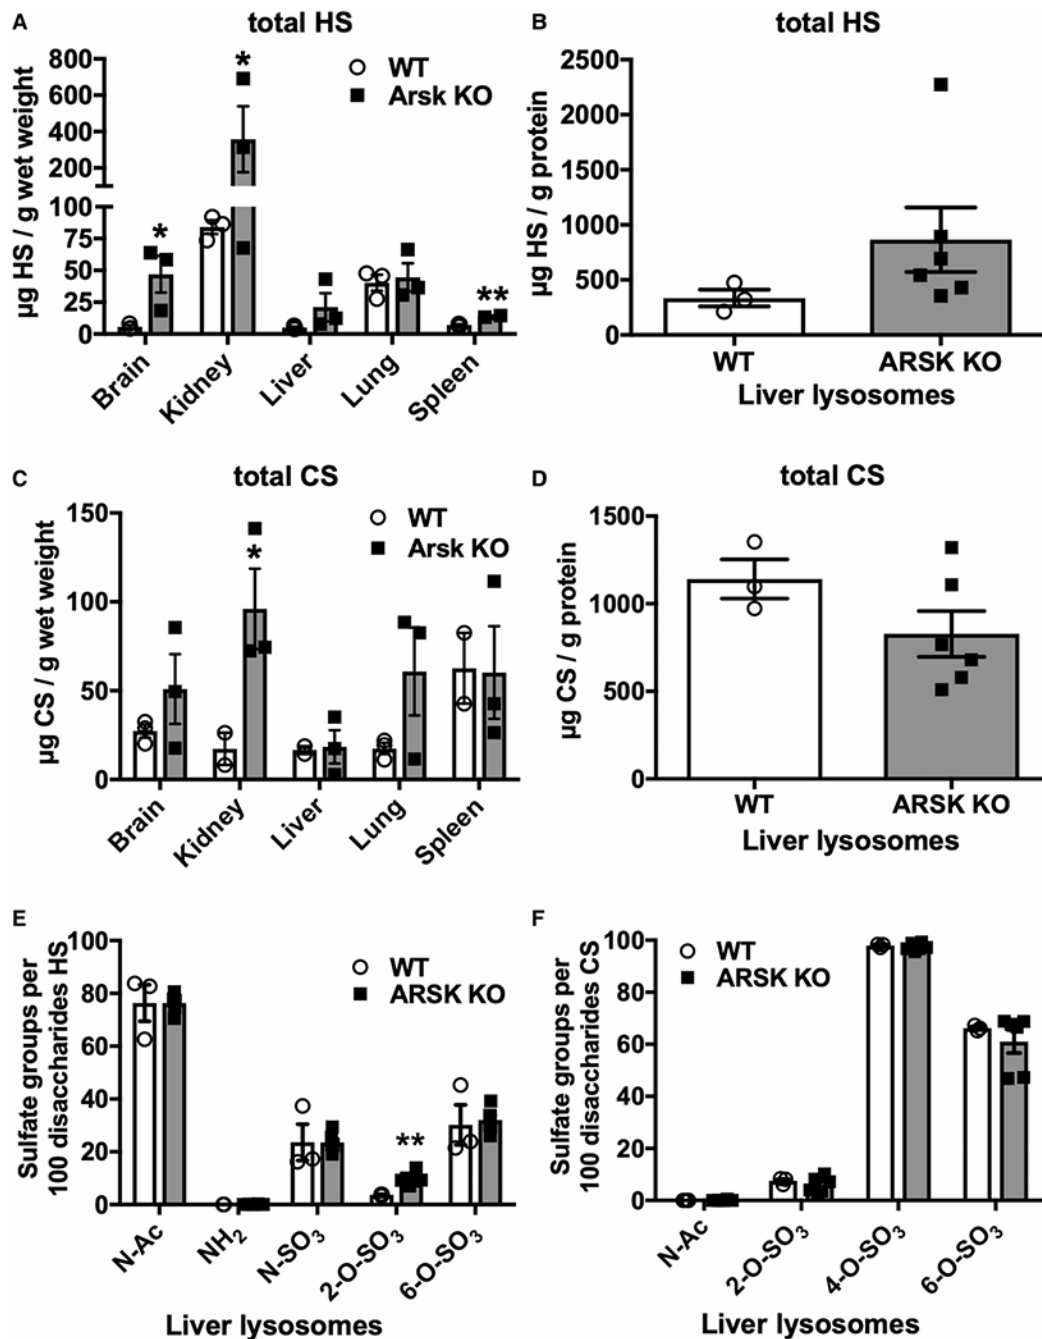 A
total HS
800
600
400
200
100
75
50
25
0
µg HS / g wet weight
WT
Arsk KO
*
*
**
Brain
Kidney
Liver
Lung
Spleen
B
total HS
2500
2000
1500
1000
500
0
µg HS / g protein
WT
ARSK KO
Liver lysosomes
C
total CS
150
100
50
0
µg CS / g wet weight
WT
Arsk KO
*
Brain
Kidney
Liver
Lung
Spleen
D
total CS
1500
1000
500
0
µg CS / g protein
WT
ARSK KO
Liver lysosomes
E
100
80
60
40
20
0
Sulfate groups per
100 disaccharides HS
WT
ARSK KO
**
N-Ac
NH₂
N-SO₃
2-O-SO₃
6-O-SO₃
Liver lysosomes
F
100
80
60
40
20
0
Sulfate groups per
100 disaccharides CS
WT
ARSK KO
N-Ac
2-O-SO₃
4-O-SO₃
6-O-SO₃
Liver lysosomes